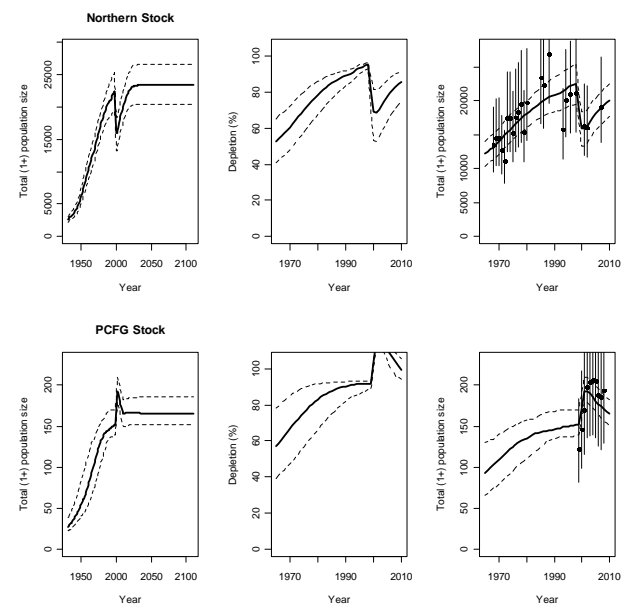 Northern Stock
Total (1+) population size
0 5000 15000 25000
1950 2000 2050 2100
Year
Depletion (%)
0 20 40 60 80 100
1970 1990 2010
Year
Total (1+) population size
0 5000 10000 20000
1970 1990 2010
Year
PCFG Stock
Total (1+) population size
0 50 100 150 200
1950 2000 2050 2100
Year
Depletion (%)
0 20 40 60 80 100
1970 1990 2010
Year
Total (1+) population size
0 50 100 150 200
1970 1990 2010
Year